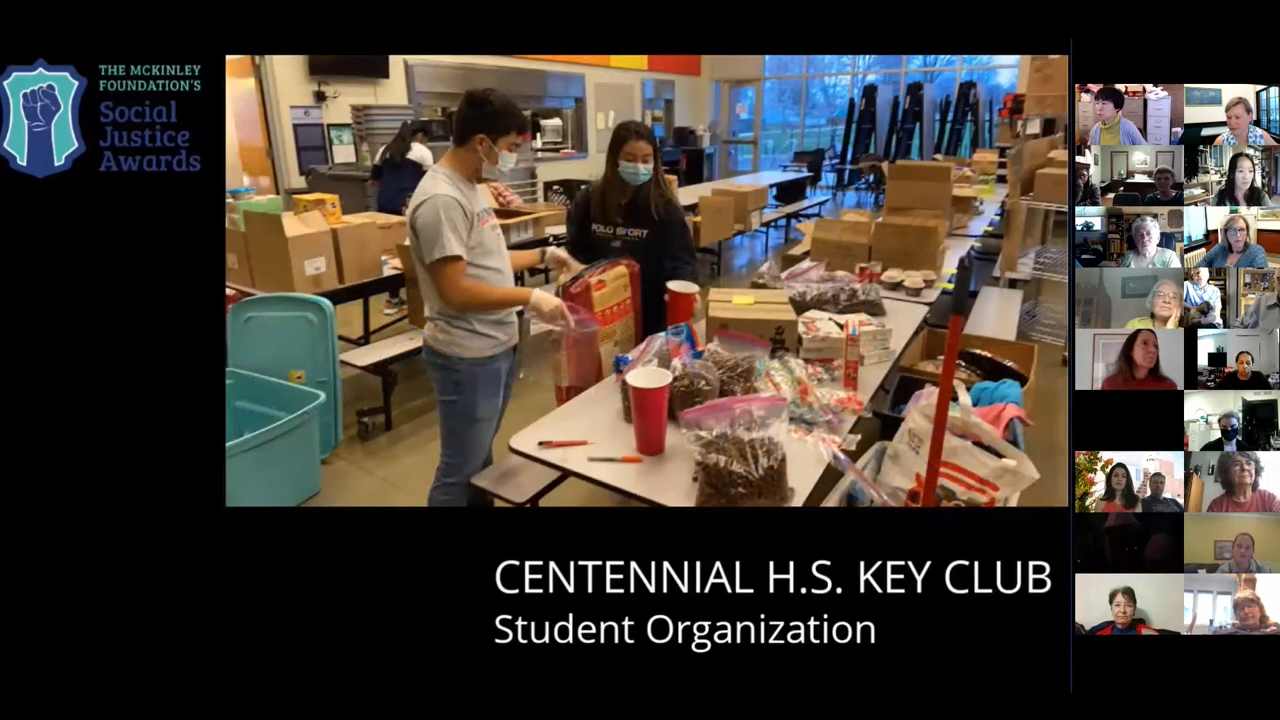 THE MCKINLEY
FOUNDATION'S
Social
Justice
Awards
POLO SPORT
CENTENNIAL H.S. KEY CLUB
Student Organization